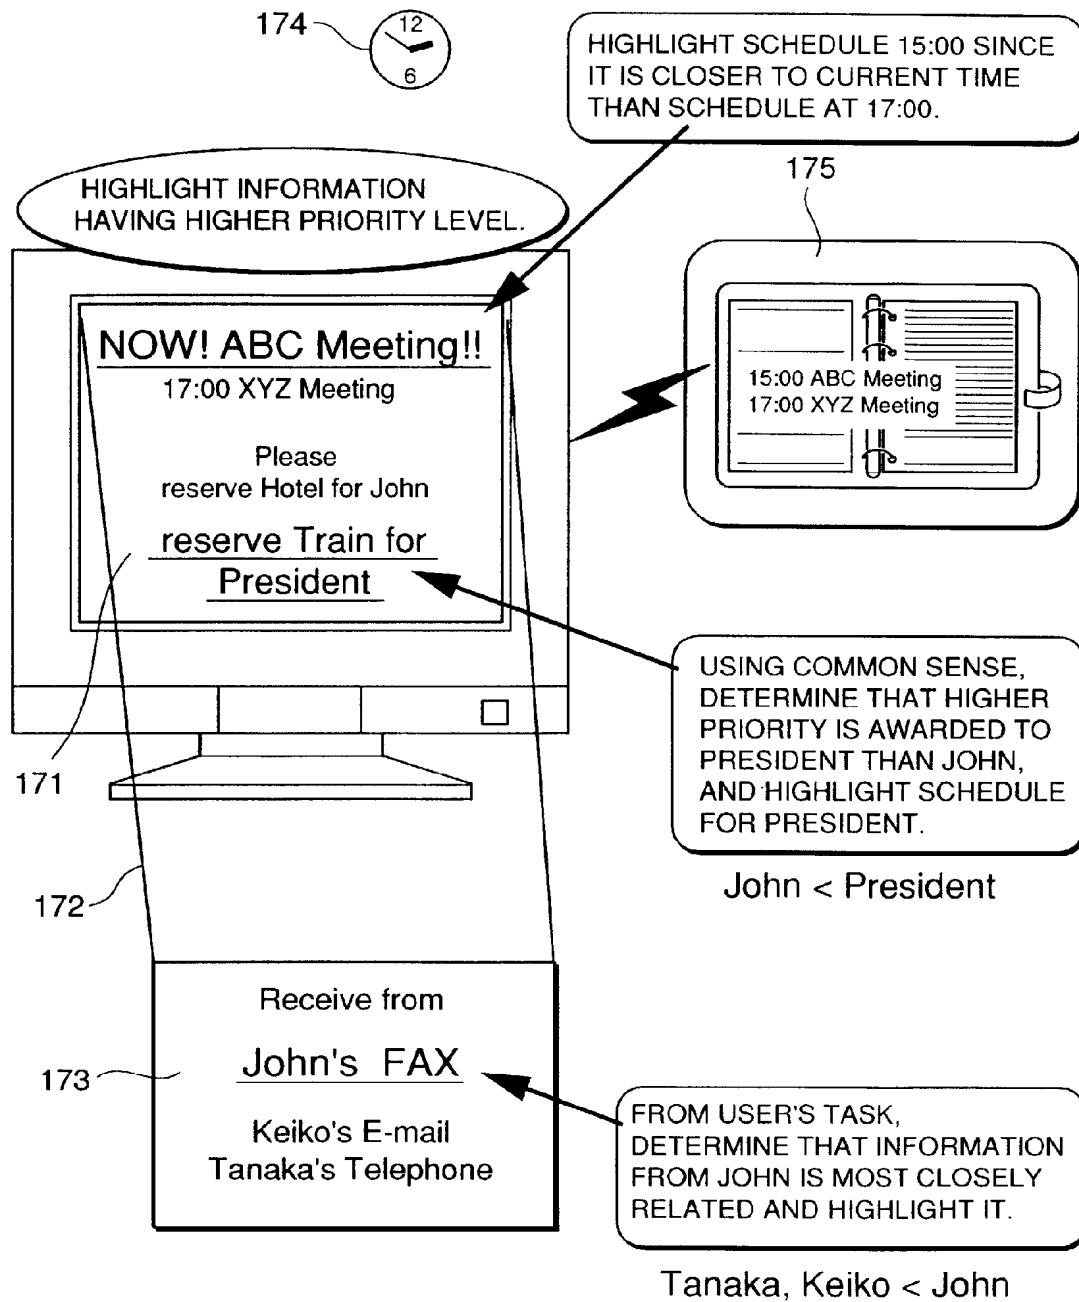 174
12
6
HIGHLIGHT SCHEDULE 15:00 SINCE
IT IS CLOSER TO CURRENT TIME
THAN SCHEDULE AT 17:00.
175
HIGHLIGHT INFORMATION
HAVING HIGHER PRIORITY LEVEL.
NOW! ABC Meeting!!
17:00 XYZ Meeting
Please
reserve Hotel for John
reserve Train for
President
15:00 ABC Meeting
17:00 XYZ Meeting
171
USING COMMON SENSE,
DETERMINE THAT HIGHER
PRIORITY IS AWARDED TO
PRESIDENT THAN JOHN,
AND HIGHLIGHT SCHEDULE
FOR PRESIDENT.
John < President
172
Receive from
John's FAX
Keiko's E-mail
Tanaka's Telephone
173
FROM USER'S TASK,
DETERMINE THAT INFORMATION
FROM JOHN IS MOST CLOSELY
RELATED AND HIGHLIGHT IT.
Tanaka, Keiko < John